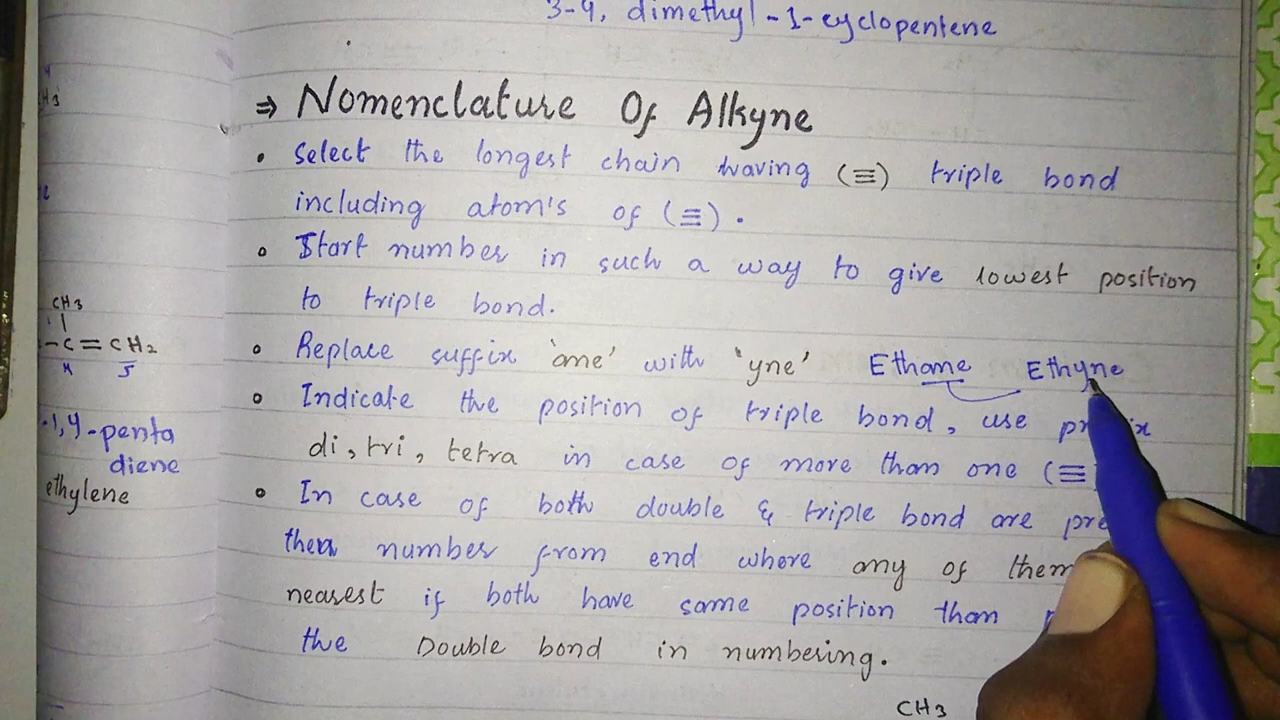 3-4, dimethyl-1-cyclopentene
⇒ Nomenclature Of Alkyne
• Select the longest chain having (≡) triple bond
including atom's of (≡).
• Start number in such a way to give lowest position
to triple bond.
• Replace suffix 'ane' with 'yne' Ethane Ethyne
• Indicate the position of triple bond, use
di, tri, tetra in case of more than one (≡
• In case of both double & triple bond are
then number from end where any of them
nearest if both have same position than
the Double bond in numbering.
CH3
CH3
-C=CH2
4 5
1,4-penta
diene
ethylene